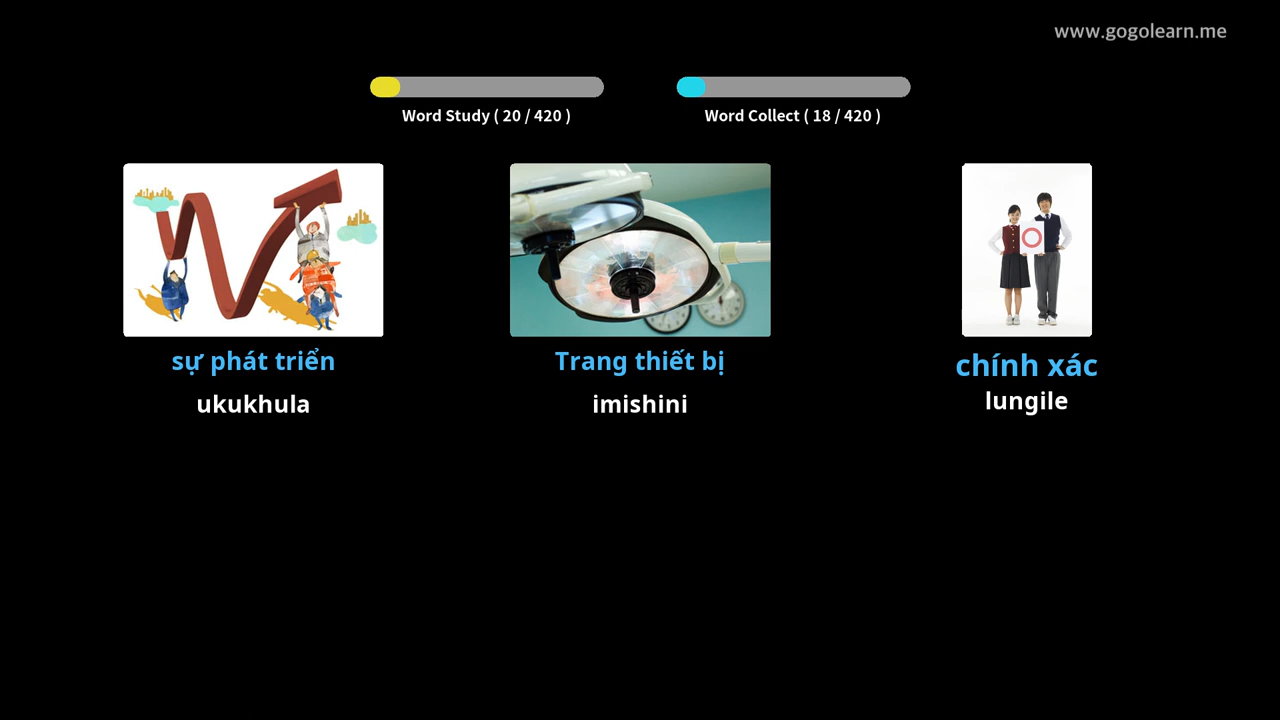 www.gogolearn.me
Word Study ( 20 / 420 )
Word Collect ( 18 / 420 )
sự phát triển
ukukhula
Trang thiết bị
imishini
chính xác
lungile